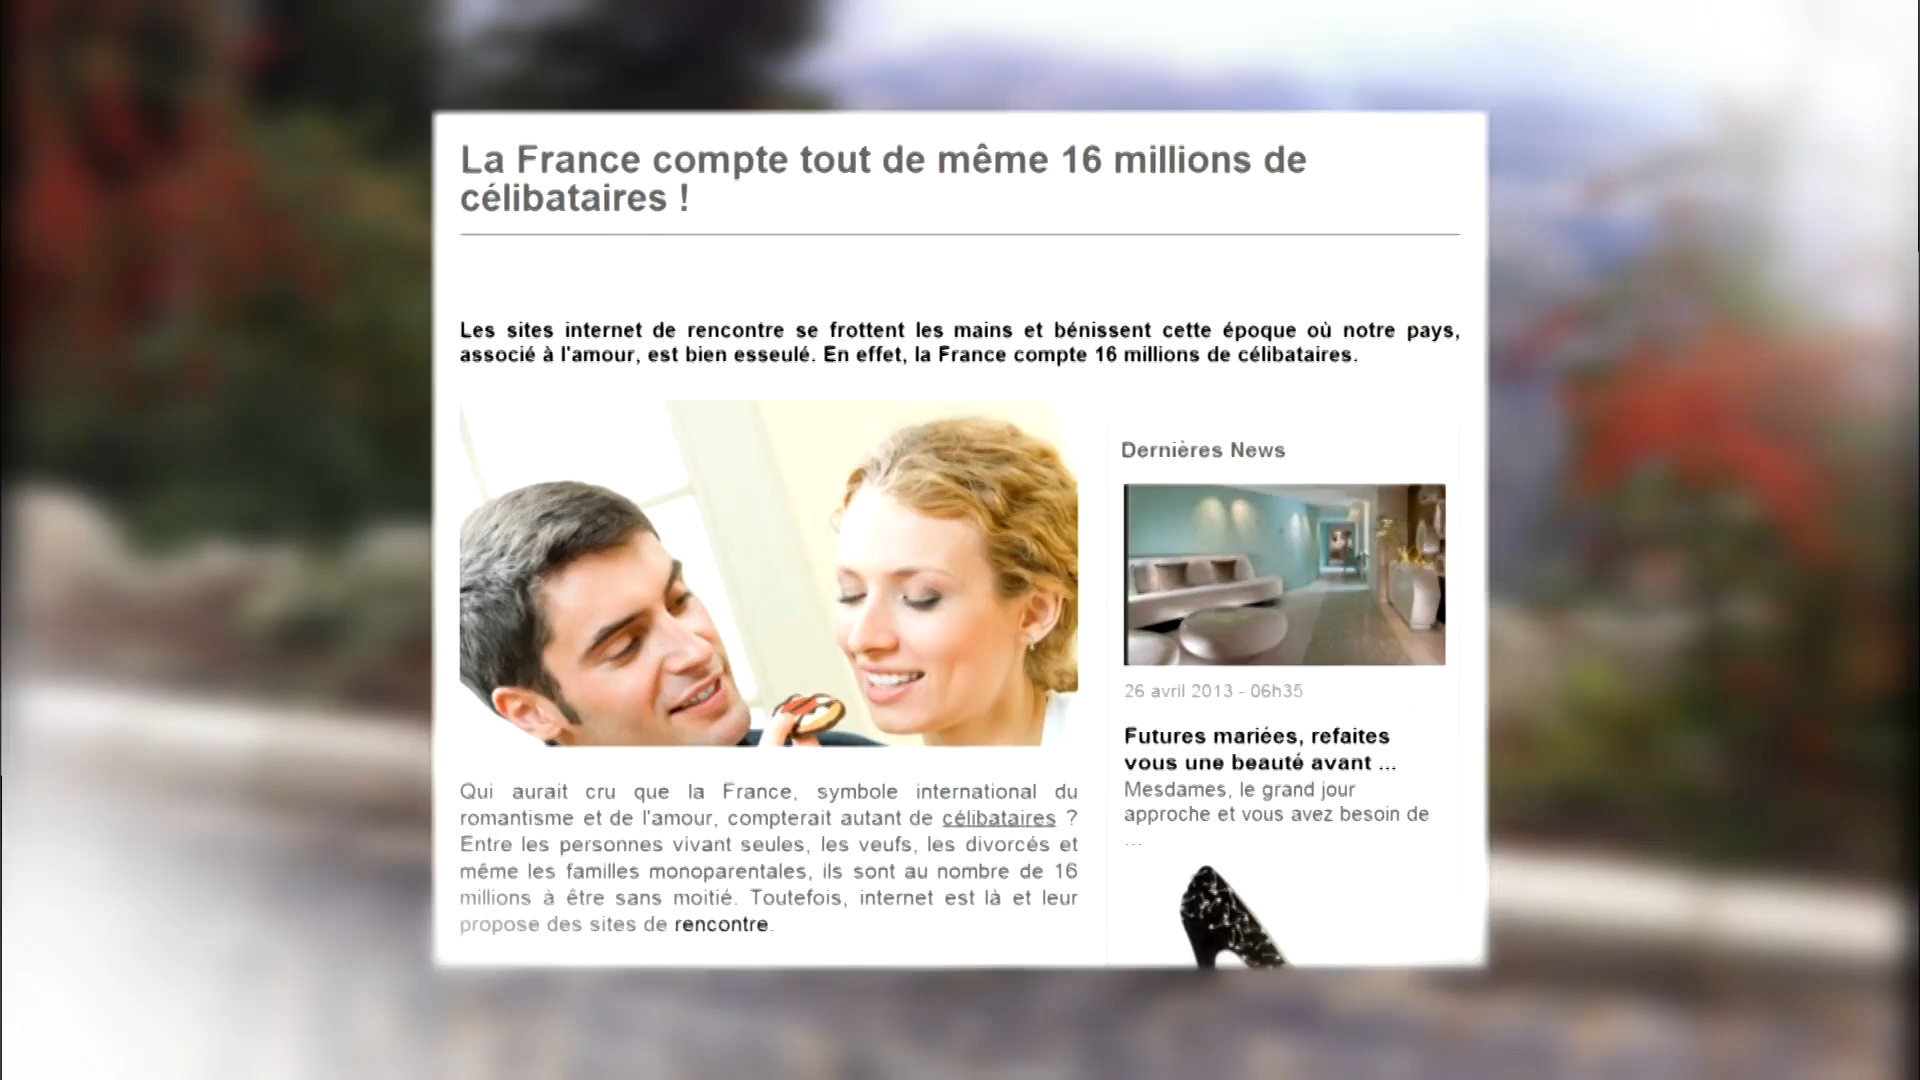 La France compte tout de même 16 millions de
célibataires !
Les sites internet de rencontre se frottent les mains et bénissent cette époque où notre pays,
associé à l'amour, est bien esseulé. En effet, la France compte 16 millions de célibataires.
Qui aurait cru que la France, symbole international du
romantisme et de l'amour, compterait autant de célibataires ?
Entre les personnes vivant seules, les veufs, les divorcés et
même les familles monoparentales, ils sont au nombre de 16
millions à être sans moitié. Toutefois, internet est là et leur
propose des sites de rencontre.
Dernières News
26 avril 2013 - 06h35
Futures mariées, refaites
vous une beauté avant ...
Mesdames, le grand jour
approche et vous avez besoin de
...